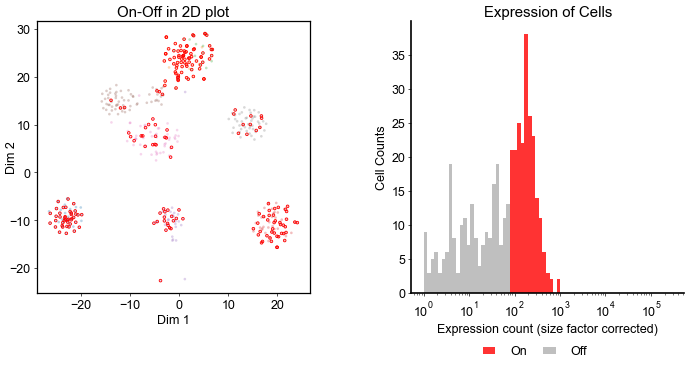 On-Off in 2D plot
30
20
10
0
−10
−20
Dim 2
−20 −10 0 10 20
Dim 1
Expression of Cells
35
30
25
20
15
10
5
0
Cell Counts
10⁰ 10¹ 10² 10³ 10⁴ 10⁵
Expression count (size factor corrected)
On Off